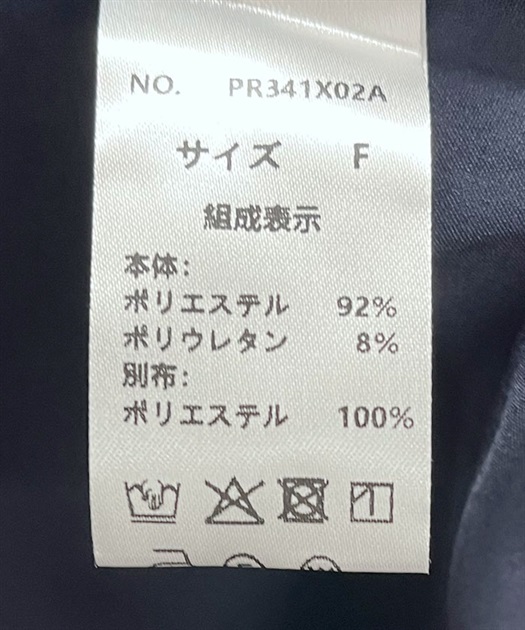 NO. PR341X02A
サイズ F
組成表示
本体:
ポリエステル 92%
ポリウレタン 8%
別布:
ポリエステル 100%